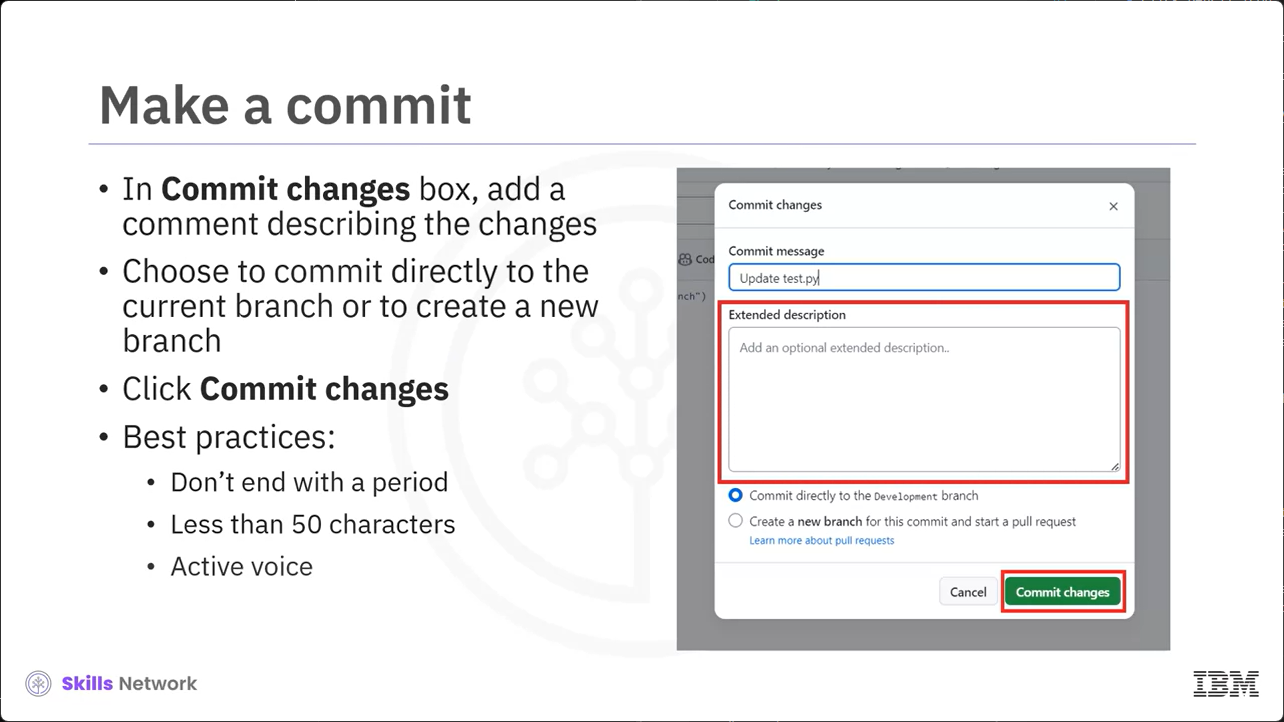 Make a commit
• In Commit changes box, add a
comment describing the changes
• Choose to commit directly to the
current branch or to create a new
branch
• Click Commit changes
• Best practices:
• Don’t end with a period
• Less than 50 characters
• Active voice
Commit changes
Commit message
Update test.py
Extended description
Add an optional extended description..
Commit directly to the Development branch
Create a new branch for this commit and start a pull request
Learn more about pull requests
Cancel
Commit changes
Cod
nch")
Skills Network
IBM